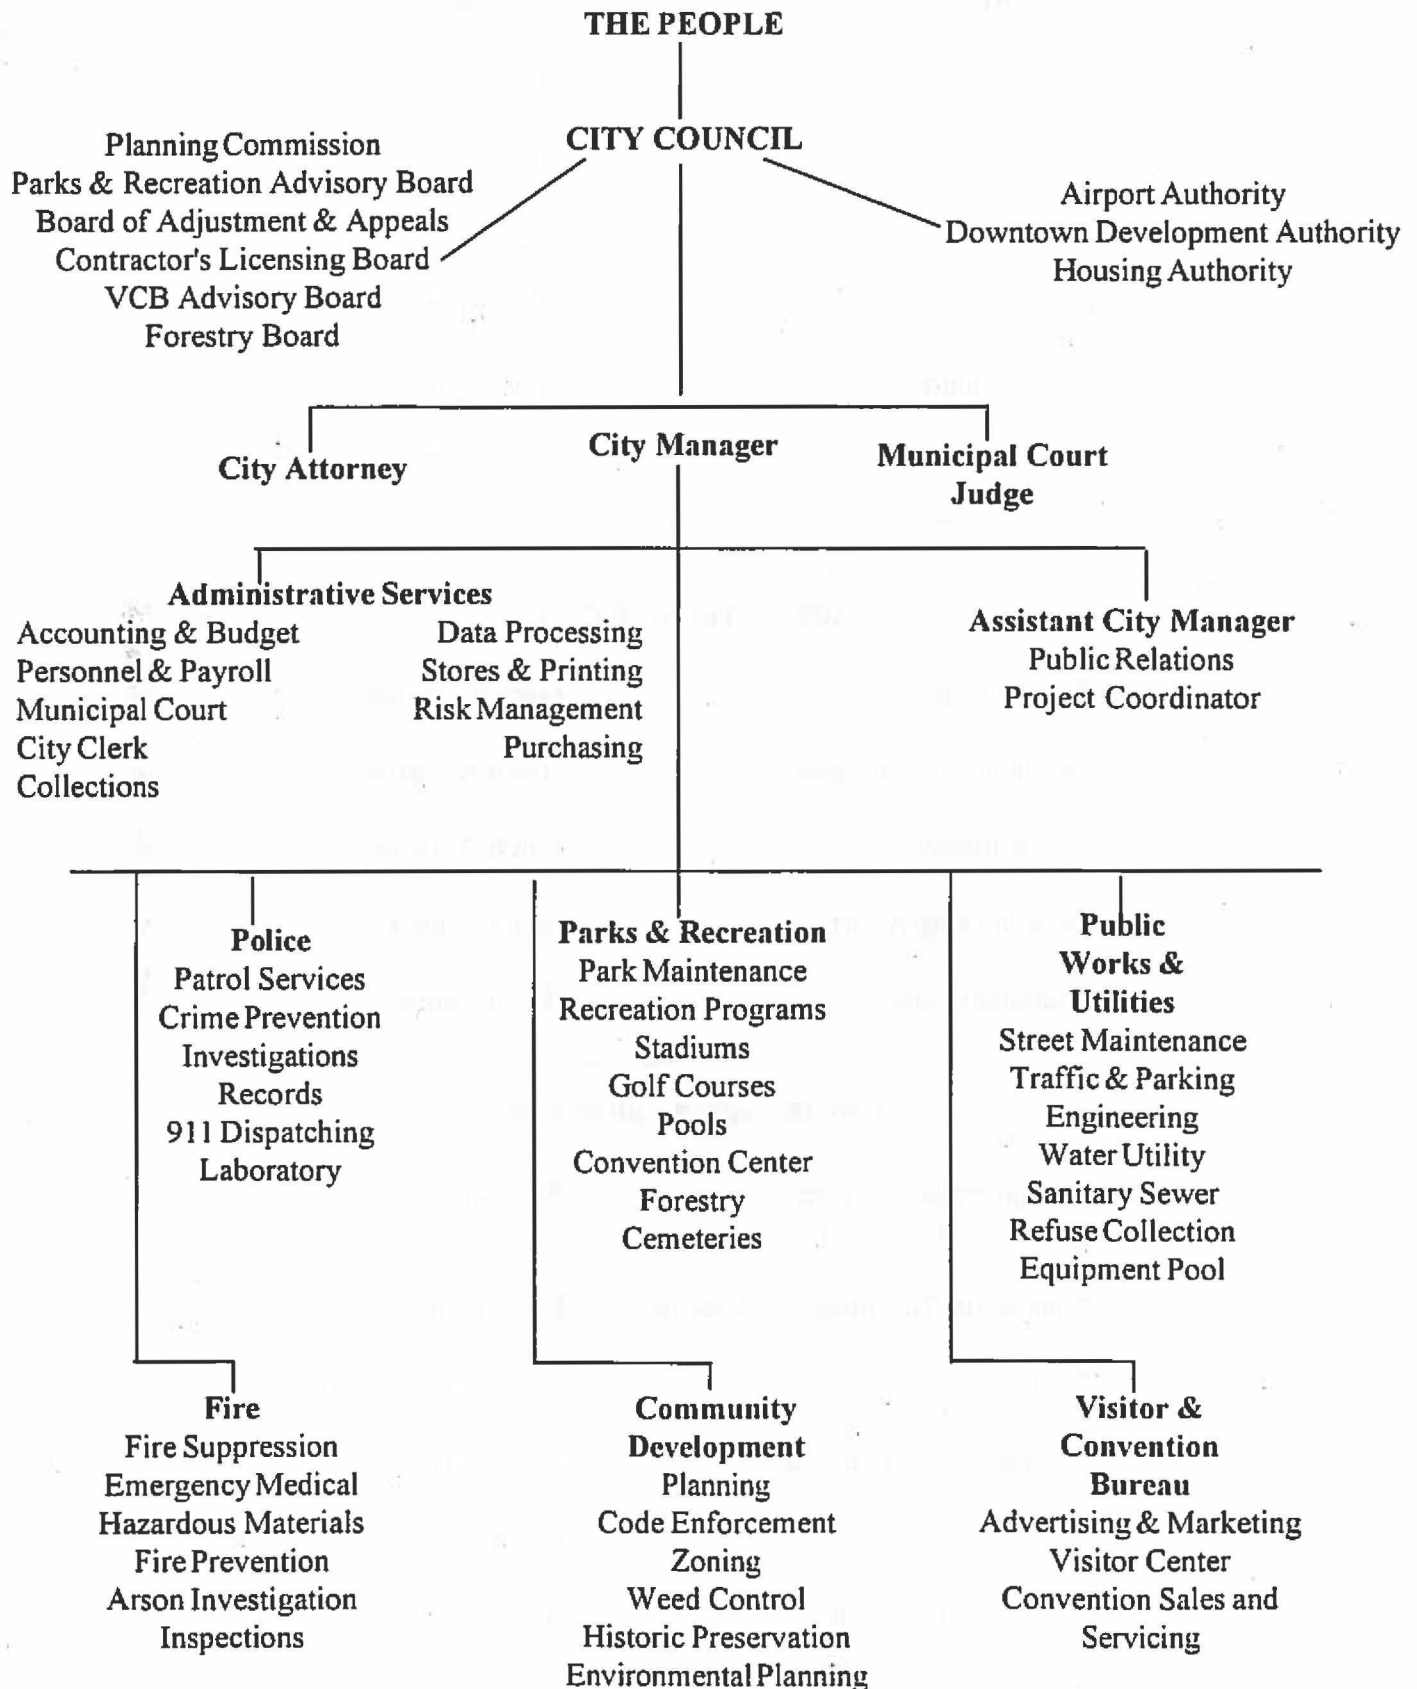 THE PEOPLE
CITY COUNCIL
Planning Commission
Parks & Recreation Advisory Board
Board of Adjustment & Appeals
Contractor's Licensing Board
VCB Advisory Board
Forestry Board
Airport Authority
Downtown Development Authority
Housing Authority
City Attorney
City Manager
Municipal Court
Judge
Administrative Services
Accounting & Budget
Personnel & Payroll
Municipal Court
City Clerk
Collections
Data Processing
Stores & Printing
Risk Management
Purchasing
Assistant City Manager
Public Relations
Project Coordinator
Police
Patrol Services
Crime Prevention
Investigations
Records
911 Dispatching
Laboratory
Parks & Recreation
Park Maintenance
Recreation Programs
Stadiums
Golf Courses
Pools
Convention Center
Forestry
Cemeteries
Public
Works &
Utilities
Street Maintenance
Traffic & Parking
Engineering
Water Utility
Sanitary Sewer
Refuse Collection
Equipment Pool
Fire
Fire Suppression
Emergency Medical
Hazardous Materials
Fire Prevention
Arson Investigation
Inspections
Community
Development
Planning
Code Enforcement
Zoning
Weed Control
Historic Preservation
Environmental Planning
Visitor &
Convention
Bureau
Advertising & Marketing
Visitor Center
Convention Sales and
Servicing